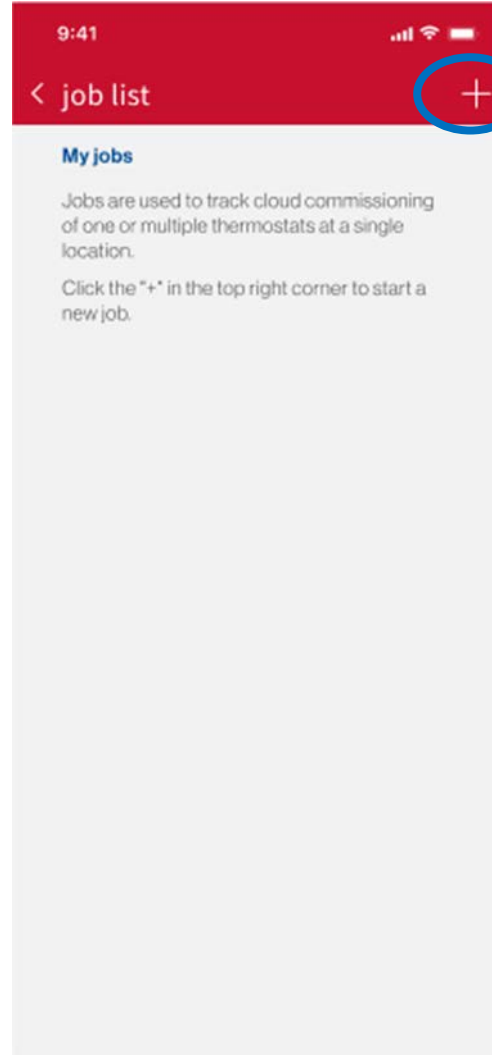 9:41
job list
My jobs
Jobs are used to track cloud commissioning
of one or multiple thermostats at a single
location.
Click the "+" in the top right corner to start a
new job.